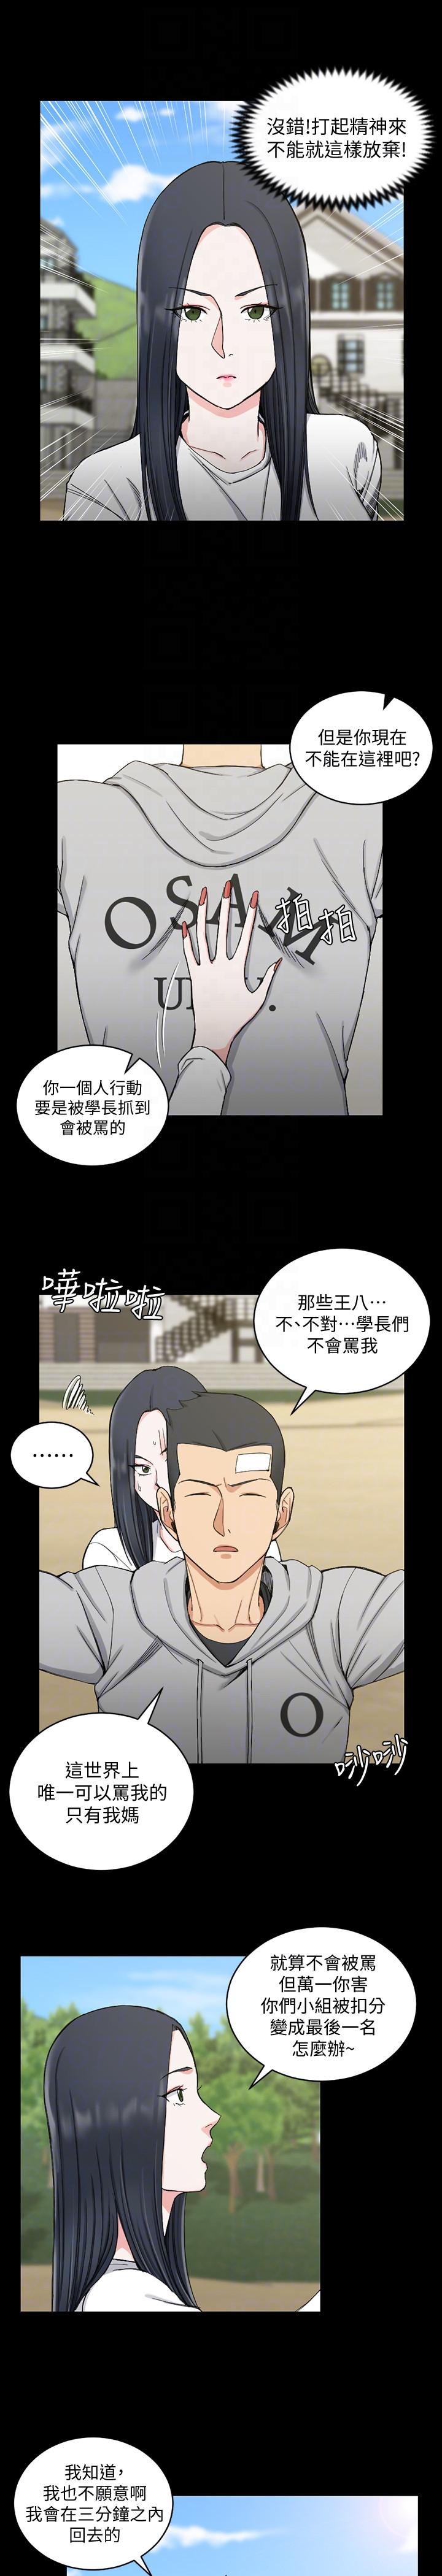 沒錯!打起精神來
不能就這樣放棄!
但是你現在
不能在這裡吧?
OSAM
拍拍
你一個人行動
要是被學長抓到
會被罵的
嘩啦啦
那些王八…
不、不對…學長們
不會罵我
……
O
這世界上
唯一可以罵我的
只有我媽
吵吵
就算不會被罵
但萬一你害
你們小組被扣分
變成最後一名
怎麼辦~
我知道，
我也不願意啊
我會在三分鐘之內
回去的